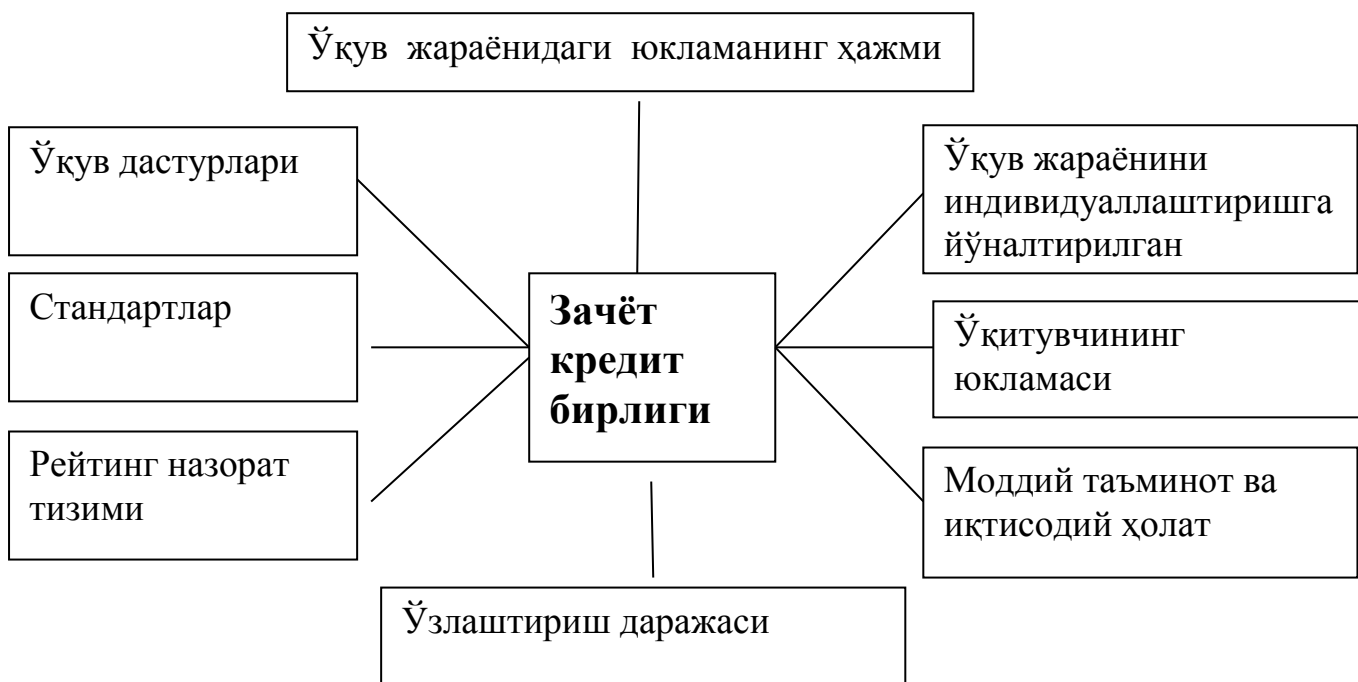 Ўқув жараёнидаги юкламанинг ҳажми
Ўқув дастурлари
Стандартлар
Рейтинг назорат
тизими
Зачёт
кредит
бирлиги
Ўқув жараёнини
индивидуаллаштиришга
йўналтирилган
Ўқитувчининг
юкламаси
Моддий таъминот ва
иқтисодий ҳолат
Ўзлаштириш даражаси